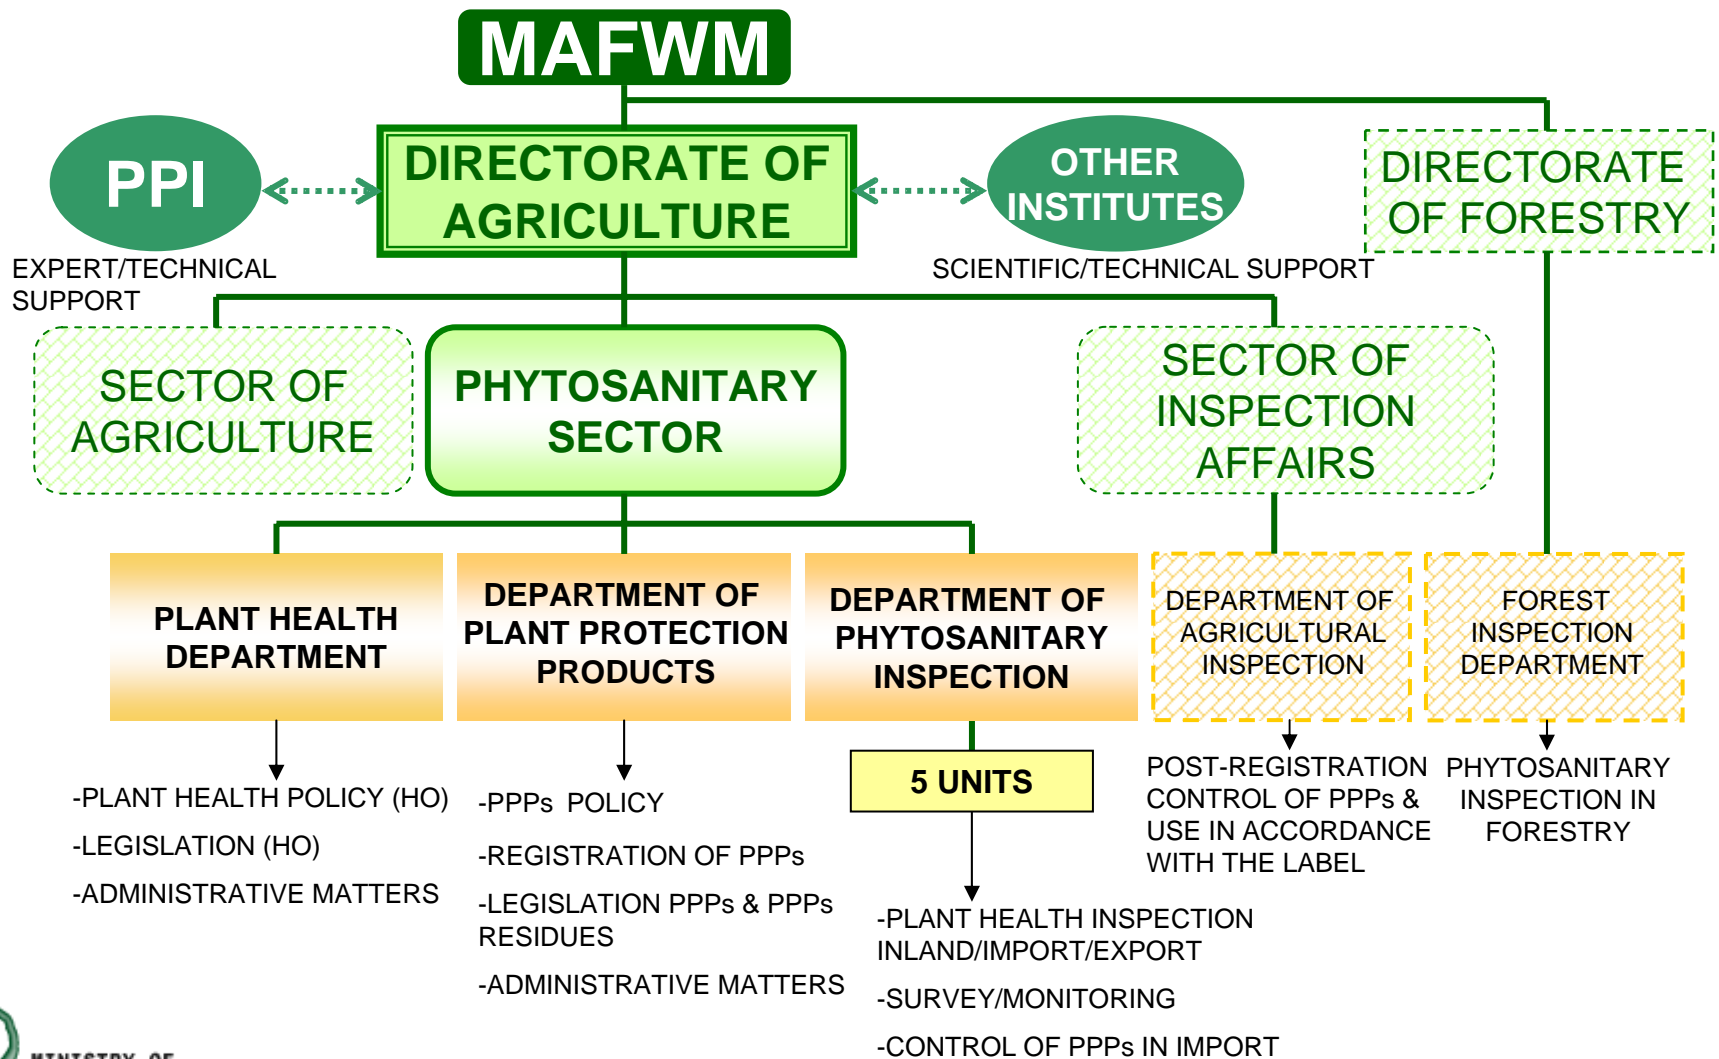 MAFWM
PPI
DIRECTORATE OF
AGRICULTURE
OTHER
INSTITUTES
DIRECTORATE
OF FORESTRY
EXPERT/TECHNICAL
SUPPORT
SCIENTIFIC/TECHNICAL SUPPORT
SECTOR OF
AGRICULTURE
PHYTOSANITARY
SECTOR
SECTOR OF
INSPECTION
AFFAIRS
PLANT HEALTH
DEPARTMENT
DEPARTMENT OF
PLANT PROTECTION
PRODUCTS
DEPARTMENT OF
PHYTOSANITARY
INSPECTION
DEPARTMENT OF
AGRICULTURAL
INSPECTION
FOREST
INSPECTION
DEPARTMENT
-PLANT HEALTH POLICY (HO)
-LEGISLATION (HO)
-ADMINISTRATIVE MATTERS
-PPPs POLICY
-REGISTRATION OF PPPs
-LEGISLATION PPPs & PPPs
RESIDUES
-ADMINISTRATIVE MATTERS
5 UNITS
-PLANT HEALTH INSPECTION
INLAND/IMPORT/EXPORT
-SURVEY/MONITORING
-CONTROL OF PPPs IN IMPORT
POST-REGISTRATION
CONTROL OF PPPs &
USE IN ACCORDANCE
WITH THE LABEL
PHYTOSANITARY
INSPECTION IN
FORESTRY
MINISTRY OF